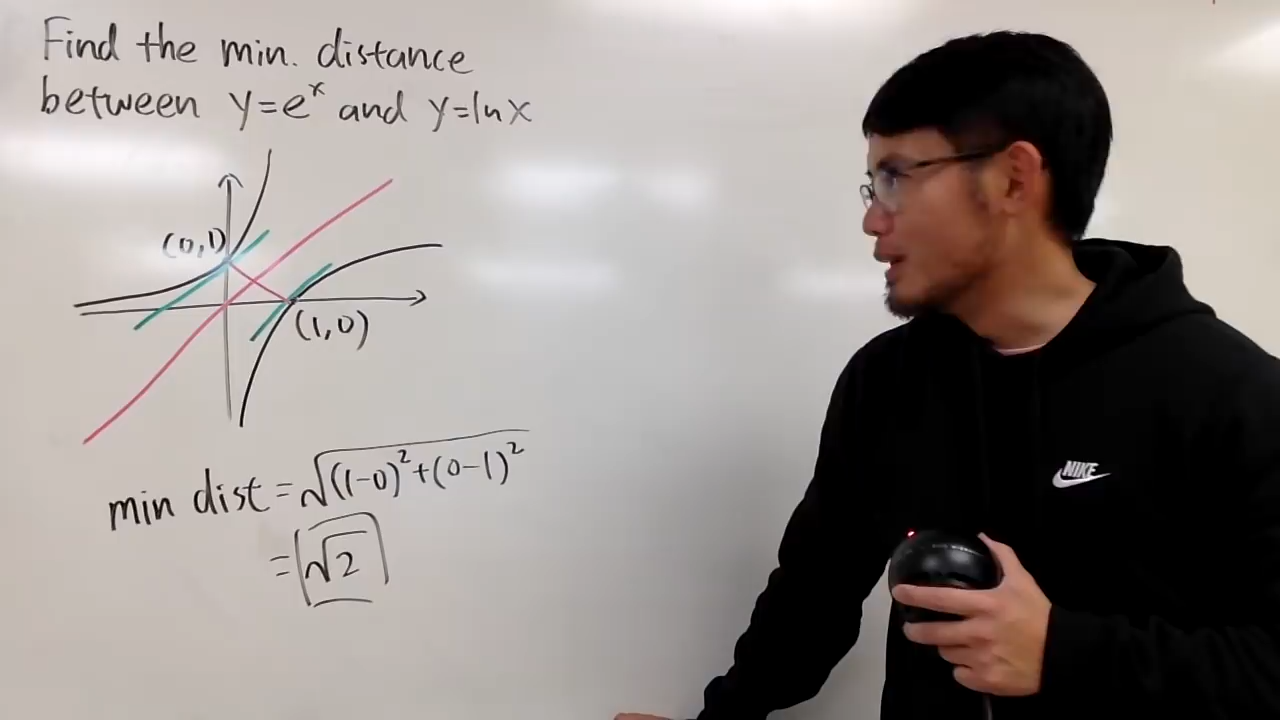 Find the min. distance
between y=eˣ and y=ln x
(0,1)
(1,0)
min dist = √((1-0)²+(0-1)²)
= √2
NIKE